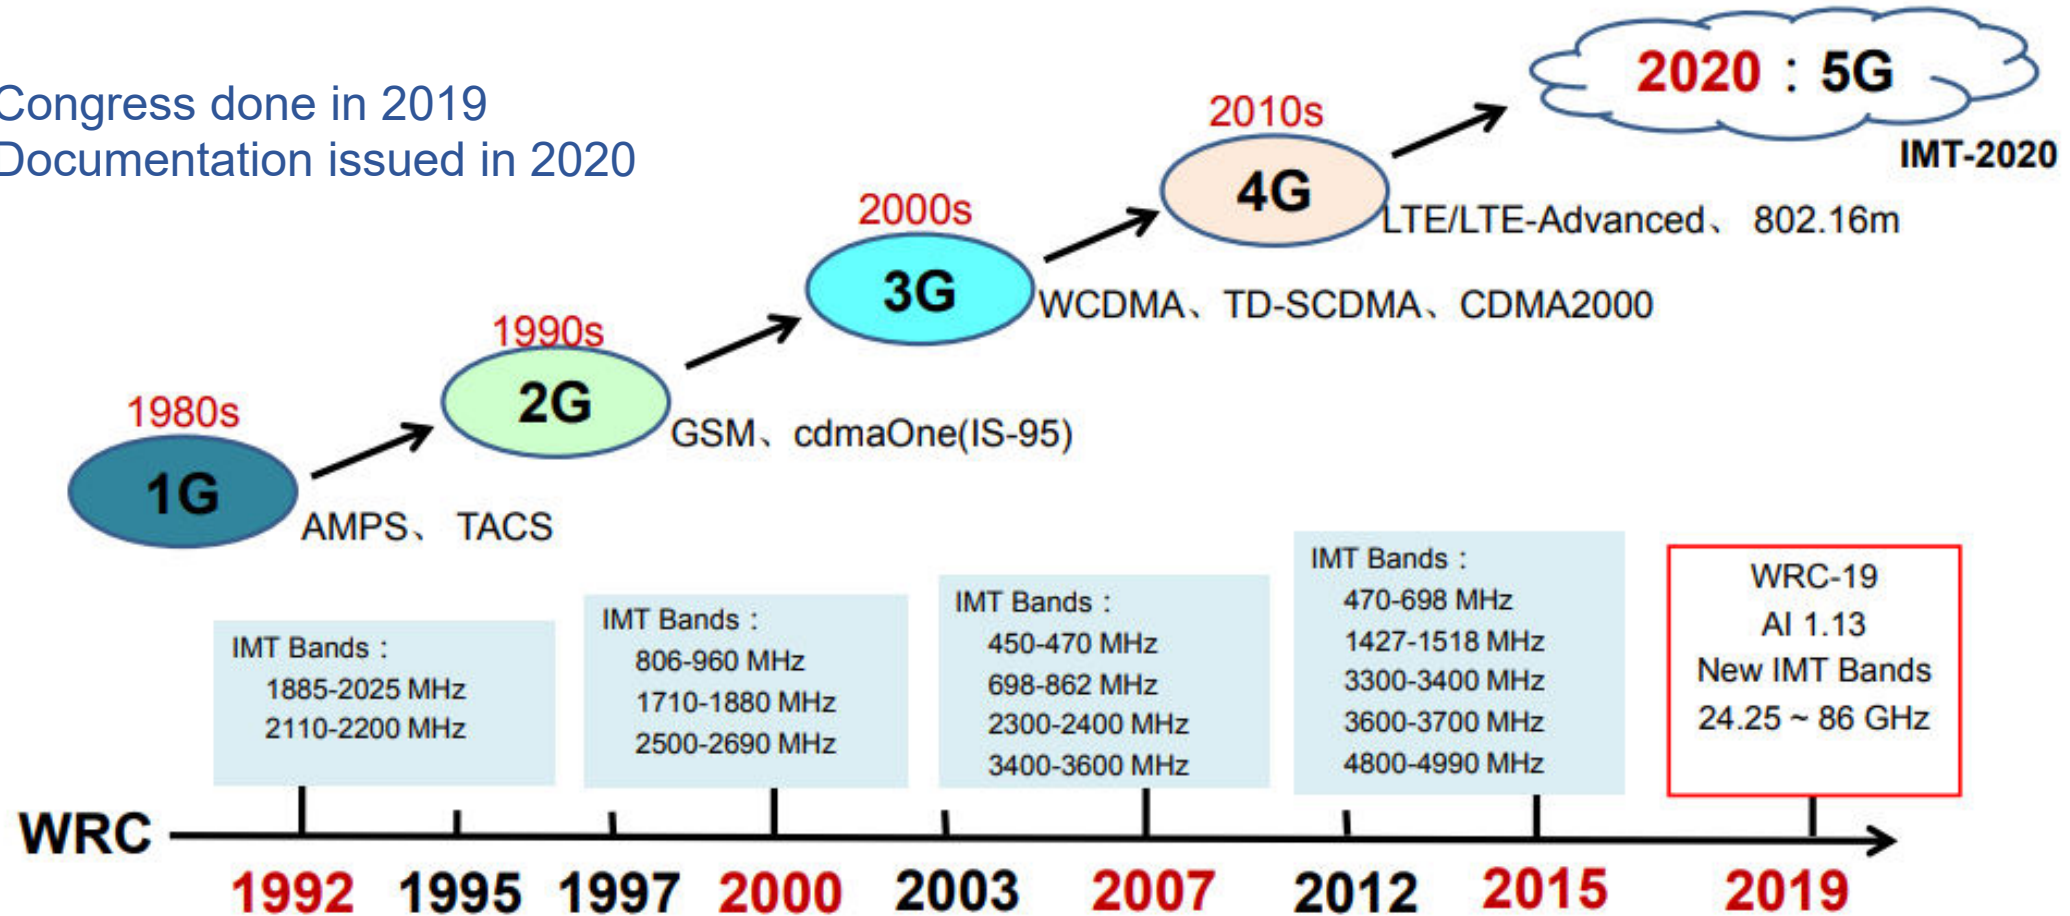 Congress done in 2019
Documentation issued in 2020
2020：5G
IMT-2020
2010s
4G
LTE/LTE-Advanced、 802.16m
2000s
3G
WCDMA、TD-SCDMA、CDMA2000
1990s
2G
GSM、cdmaOne(IS-95)
1980s
1G
AMPS、 TACS
IMT Bands：
1885-2025 MHz
2110-2200 MHz
IMT Bands：
806-960 MHz
1710-1880 MHz
2500-2690 MHz
IMT Bands：
450-470 MHz
698-862 MHz
2300-2400 MHz
3400-3600 MHz
IMT Bands：
470-698 MHz
1427-1518 MHz
3300-3400 MHz
3600-3700 MHz
4800-4990 MHz
WRC-19
AI 1.13
New IMT Bands
24.25 ~ 86 GHz
WRC
1992 1995 1997 2000 2003 2007 2012 2015 2019